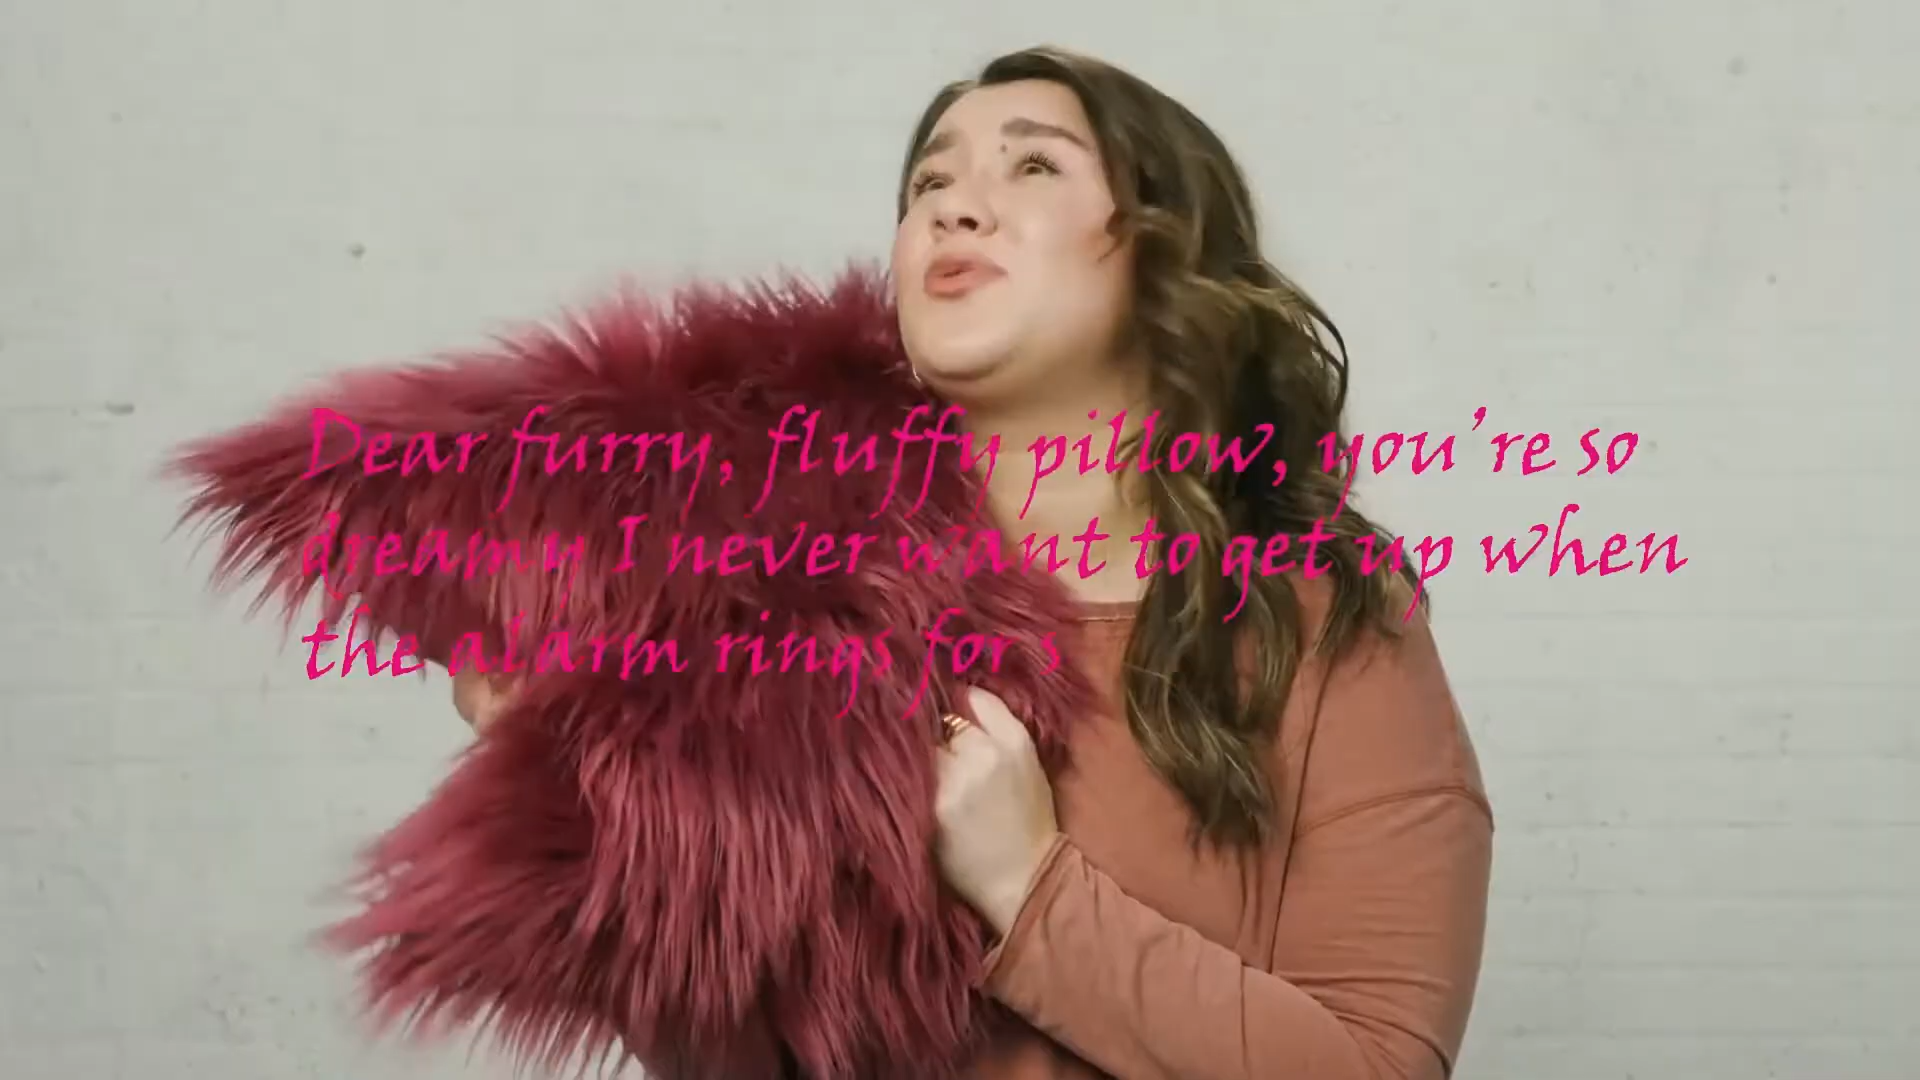 Dear furry, fluffy pillow, you’re so
dreamy I never want to get up when
the alarm rings for s